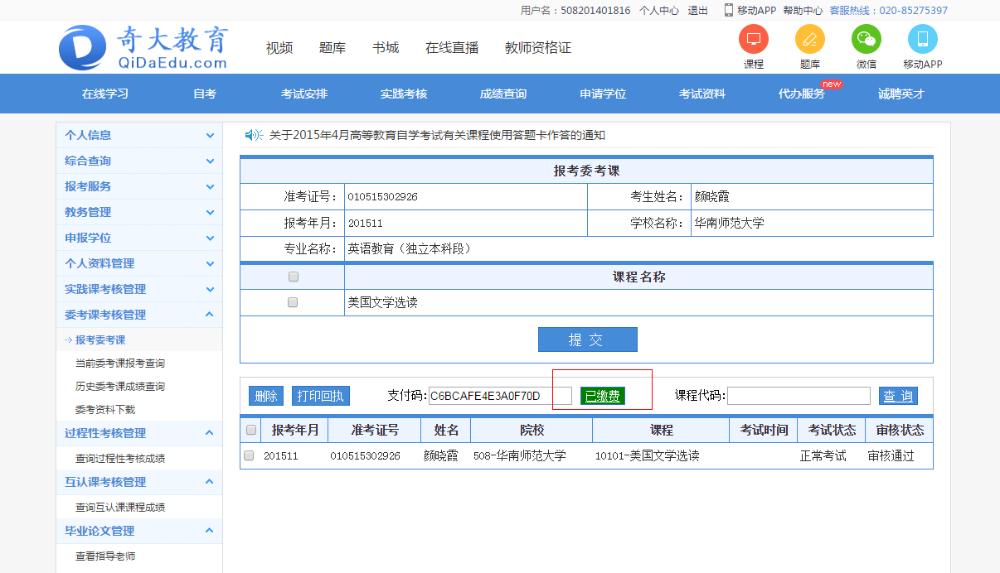 用户名：508201401816 个人中心 退出 移动APP 帮助中心 客服热线：020-85275397
奇大教育
QiDaEdu.com
视频 题库 书城 在线直播 教师资格证
课程 题库 微信 移动APP
在线学习 自考 考试安排 实践考核 成绩查询 申请学位 考试资料 代办服务 new 诚聘英才
个人信息
综合查询
报考服务
教务管理
申报学位
个人资料管理
实践课考核管理
委考课考核管理
报考委考课
当前委考课报考查询
历史委考课成绩查询
委考资料下载
过程性考核管理
查询过程性考核成绩
互认课考核管理
查询互认课课程成绩
毕业论文管理
查看指导老师
关于2015年4月高等教育自学考试有关课程使用答题卡作答的通知
报考委考课
准考证号： 010515302926 考生姓名： 颜晓霞
报考年月： 201511 学校名称： 华南师范大学
专业名称： 英语教育（独立本科段）
课程名称
美国文学选读
提 交
删除 打印回执 支付码: C6BCAFE4E3A0F70D 已缴费 课程代码: 查 询
报考年月 准考证号 姓名 院校 课程 考试时间 考试状态 审核状态
201511 010515302926 颜晓霞 508-华南师范大学 10101-美国文学选读 正常考试 审核通过